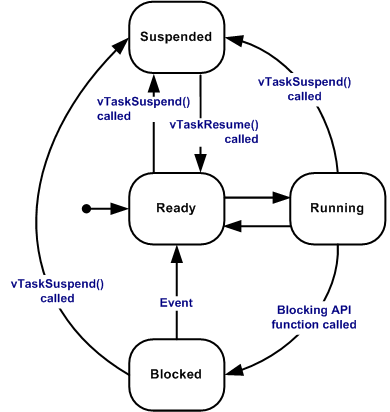 Suspended
vTaskSuspend()
called
vTaskSuspend()
called
vTaskResume()
called
Ready
Running
vTaskSuspend()
called
Event
Blocking API
function called
Blocked